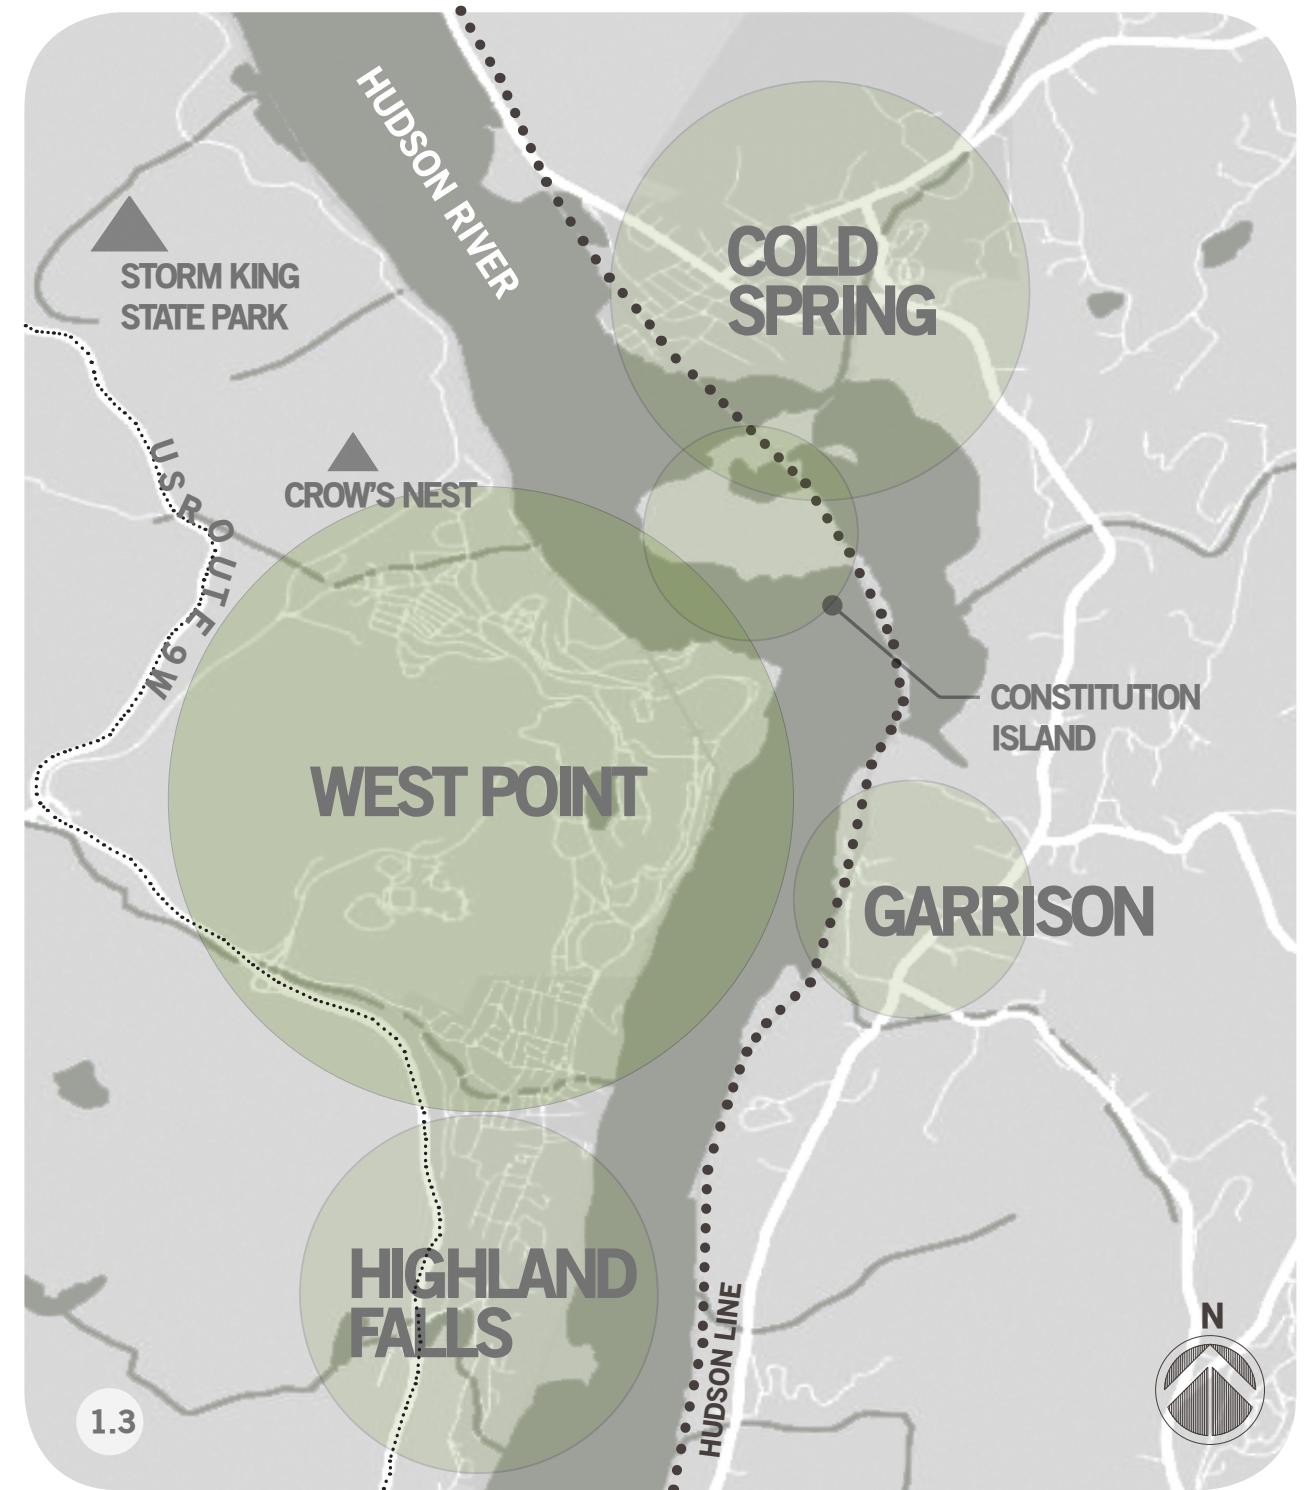 HUDSON RIVER
COLD
SPRING
STORM KING
STATE PARK
US ROUTE 9W
CROW'S NEST
CONSTITUTION
ISLAND
WEST POINT
GARRISON
HIGHLAND
FALLS
HUDSON LINE
N
1.3